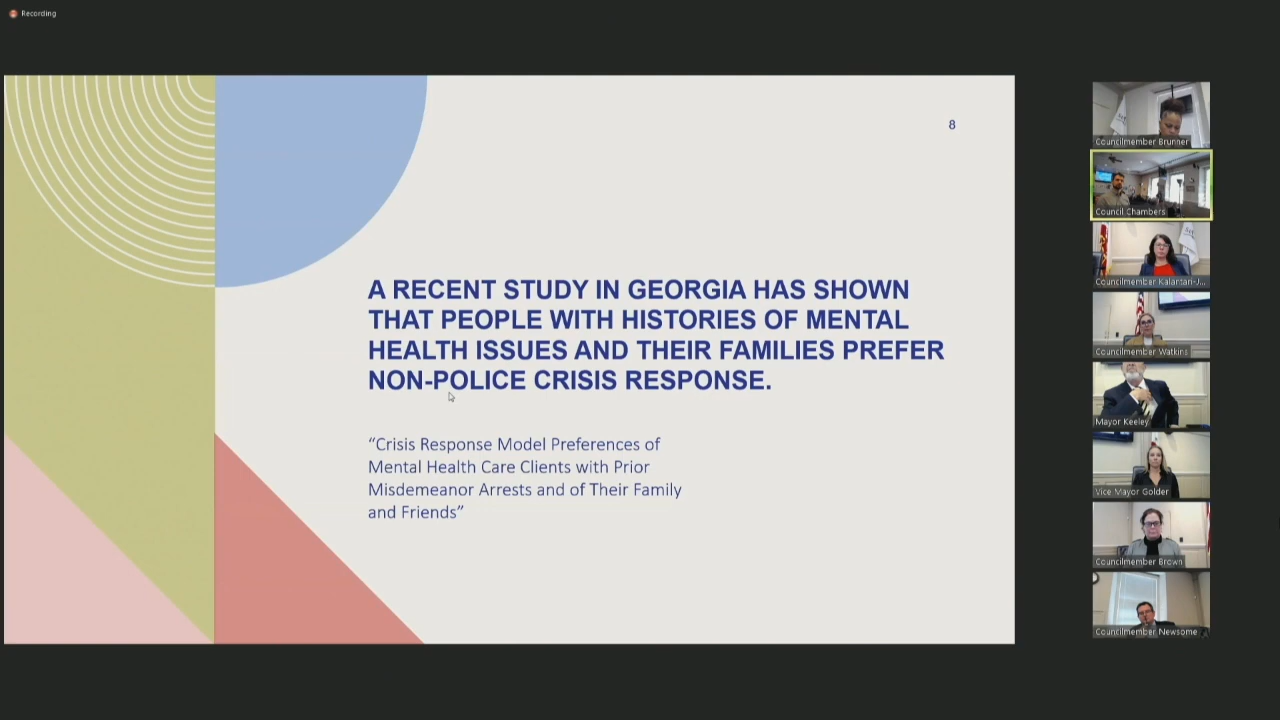 Recording
8
A RECENT STUDY IN GEORGIA HAS SHOWN
THAT PEOPLE WITH HISTORIES OF MENTAL
HEALTH ISSUES AND THEIR FAMILIES PREFER
NON-POLICE CRISIS RESPONSE.
“Crisis Response Model Preferences of
Mental Health Care Clients with Prior
Misdemeanor Arrests and of Their Family
and Friends”
Councilmember Brunner
Council Chambers
Councilmember Kalantari-J...
Councilmember Watkins
Mayor Keeley
Vice Mayor Golder
Councilmember Brown
Councilmember Newsome